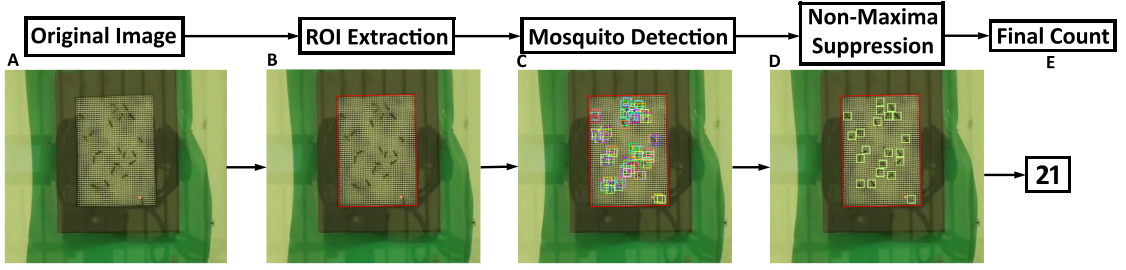 Original Image
ROI Extraction
Mosquito Detection
Non-Maxima
Suppression
Final Count
A
B
C
D
E
21